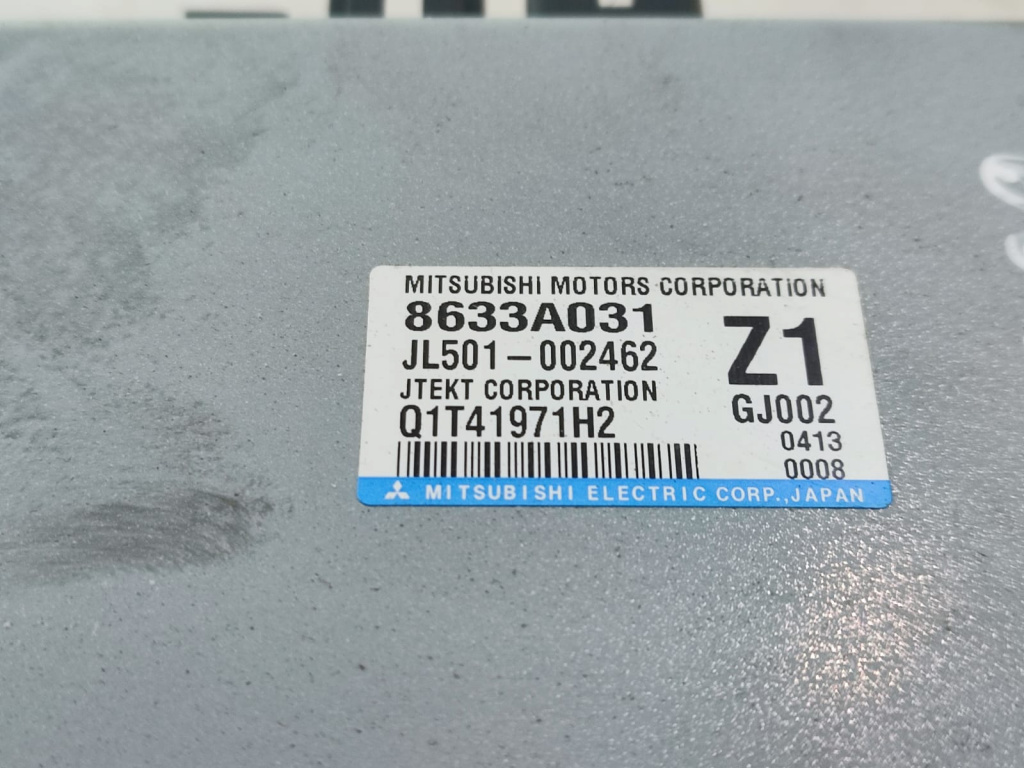 MITSUBISHI MOTORS CORPORATION
8633A031
JL501-002462
Z1
JTEKT CORPORATION
Q1T41971H2
GJ002
0413
0008
MITSUBISHI ELECTRIC CORP., JAPAN